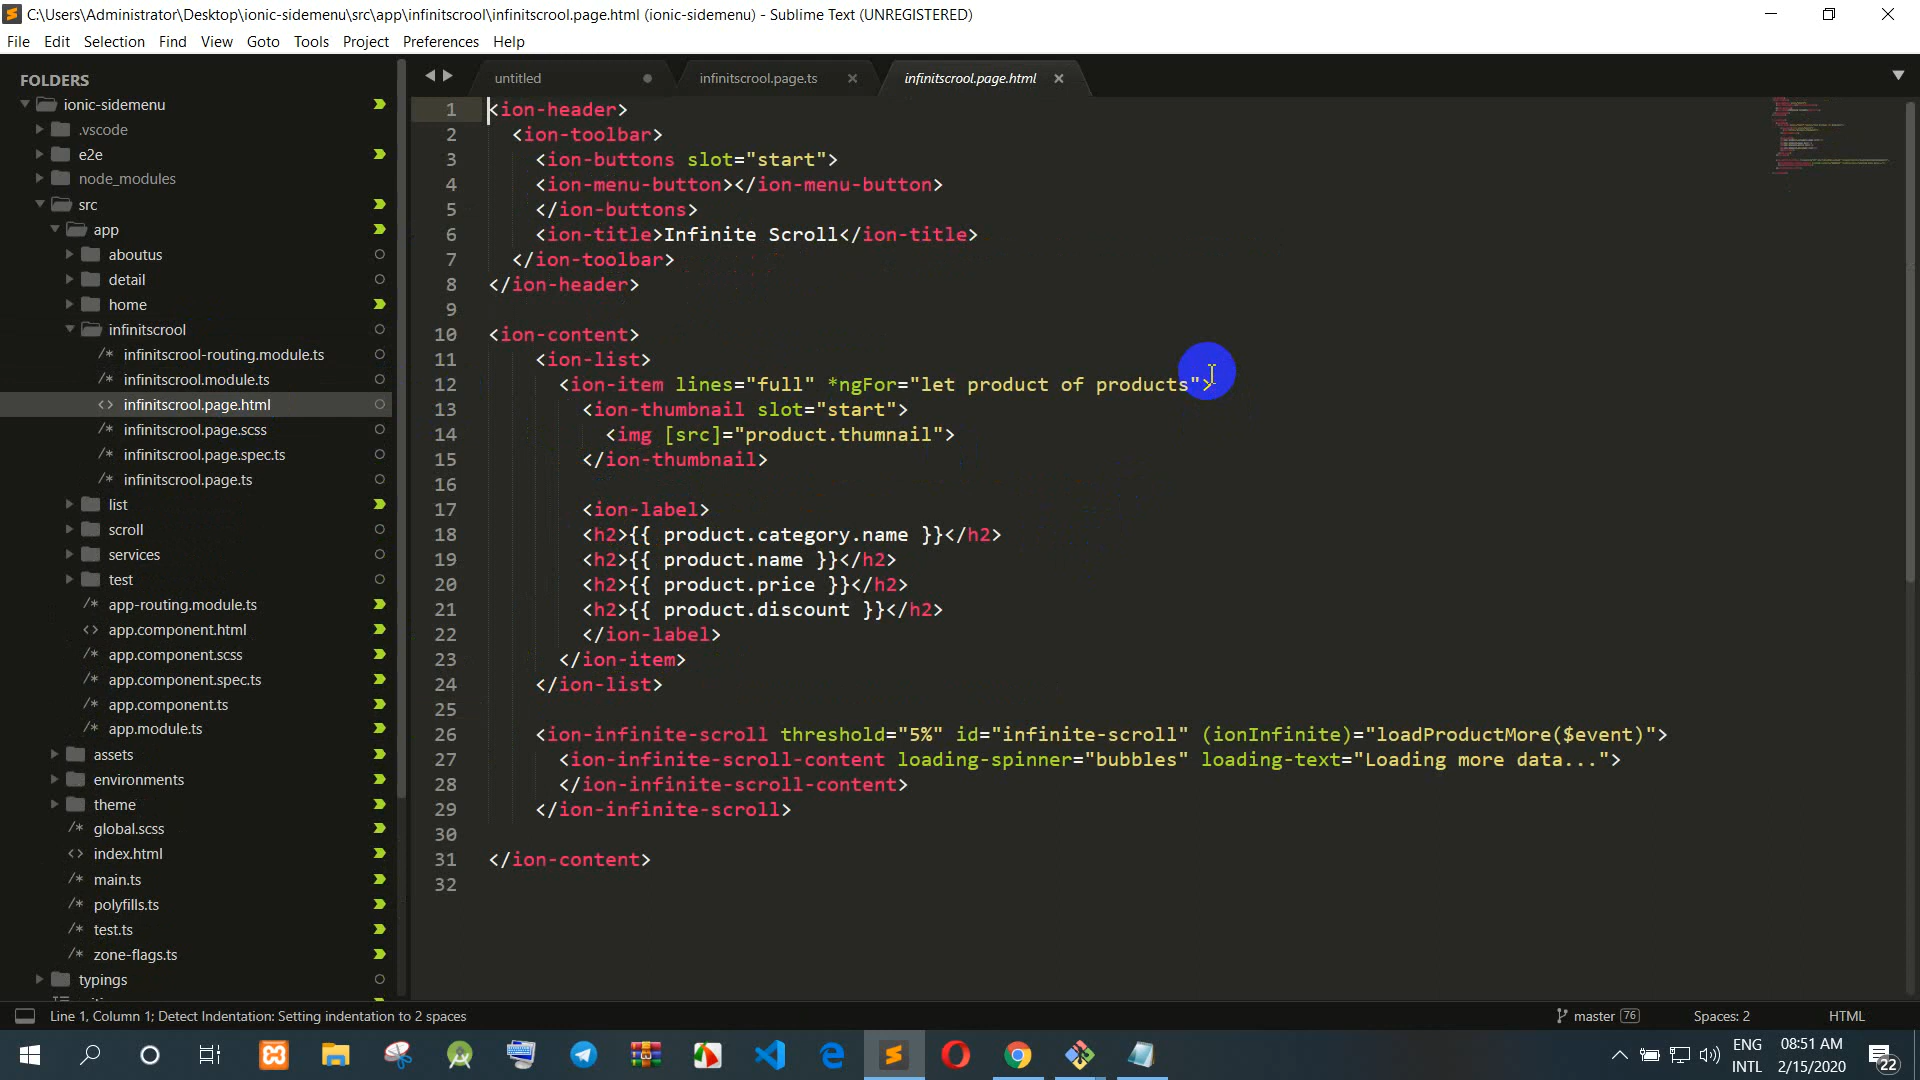 C:\Users\Administrator\Desktop\ionic-sidemenu\src\app\infinitscrool\infinitscrool.page.html (ionic-sidemenu) - Sublime Text (UNREGISTERED)
File Edit Selection Find View Goto Tools Project Preferences Help
FOLDERS
ionic-sidemenu
.vscode
e2e
node_modules
src
app
aboutus
detail
home
infinitscrool
/* infinitscrool-routing.module.ts
/* infinitscrool.module.ts
<> infinitscrool.page.html
/* infinitscrool.page.scss
/* infinitscrool.page.spec.ts
/* infinitscrool.page.ts
list
scroll
services
test
/* app-routing.module.ts
<> app.component.html
/* app.component.scss
/* app.component.spec.ts
/* app.component.ts
/* app.module.ts
assets
environments
theme
/* global.scss
<> index.html
/* main.ts
/* polyfills.ts
/* test.ts
/* zone-flags.ts
typings
untitled
infinitscrool.page.ts
infinitscrool.page.html
1 <ion-header>
2   <ion-toolbar>
3     <ion-buttons slot="start">
4     <ion-menu-button></ion-menu-button>
5     </ion-buttons>
6     <ion-title>Infinite Scroll</ion-title>
7   </ion-toolbar>
8 </ion-header>
9
10 <ion-content>
11     <ion-list>
12       <ion-item lines="full" *ngFor="let product of products">
13         <ion-thumbnail slot="start">
14           <img [src]="product.thumnail">
15         </ion-thumbnail>
16
17         <ion-label>
18         <h2>{{ product.category.name }}</h2>
19         <h2>{{ product.name }}</h2>
20         <h2>{{ product.price }}</h2>
21         <h2>{{ product.discount }}</h2>
22         </ion-label>
23       </ion-item>
24     </ion-list>
25
26     <ion-infinite-scroll threshold="5%" id="infinite-scroll" (ionInfinite)="loadProductMore($event)">
27       <ion-infinite-scroll-content loading-spinner="bubbles" loading-text="Loading more data...">
28       </ion-infinite-scroll-content>
29     </ion-infinite-scroll>
30
31 </ion-content>
32
Line 1, Column 1; Detect Indentation: Setting indentation to 2 spaces
master 76
Spaces: 2
HTML
ENG
INTL
08:51 AM
2/15/2020
22